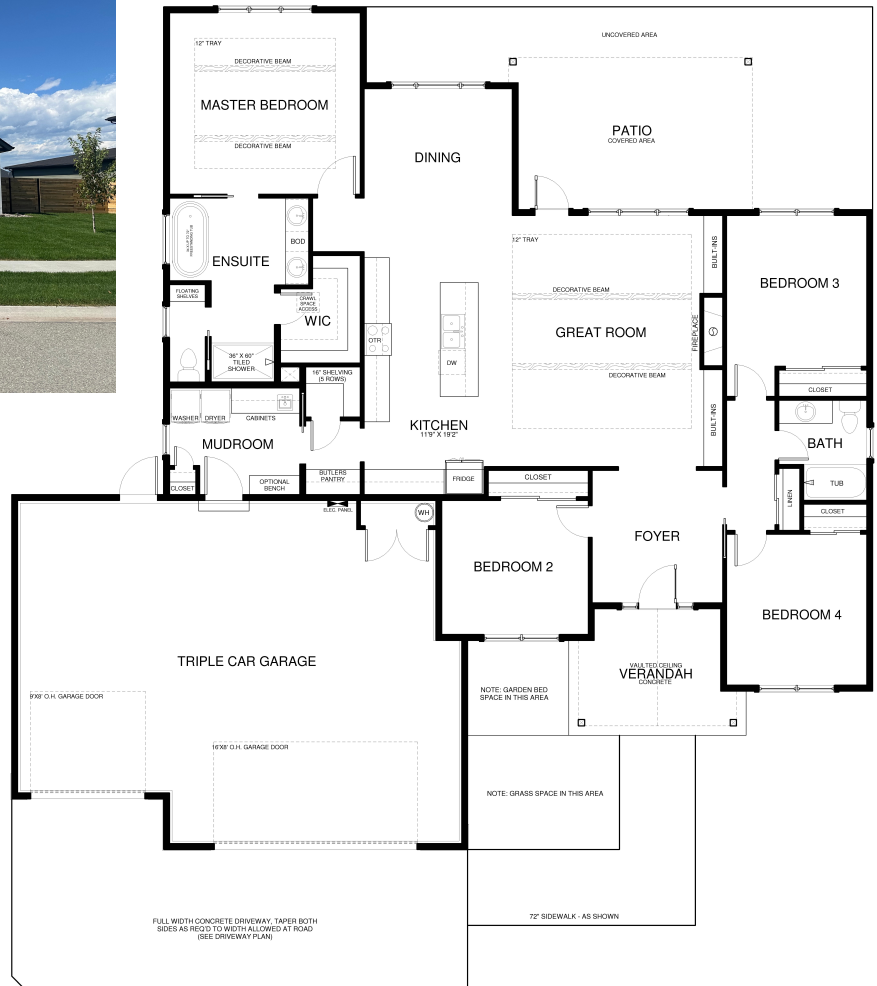 UNCOVERED AREA
12" TRAY
DECORATIVE BEAM
MASTER BEDROOM
DECORATIVE BEAM
DINING
PATIO
COVERED AREA
BOD
ENSUITE
FLOATING
SHELVES
CRAWL
SPACE
ACCESS
WIC
36" X 60"
TILED
SHOWER
16" SHELVING
(5 ROWS)
OTR
DW
12" TRAY
DECORATIVE BEAM
GREAT ROOM
DECORATIVE BEAM
BUILT-INS
FIREPLACE
BUILT-INS
BEDROOM 3
CLOSET
BATH
TUB
LINEN
CLOSET
WASHER
DRYER
CABINETS
MUDROOM
CLOSET
OPTIONAL
BENCH
BUTLERS
PANTRY
KITCHEN
11'9" X 19'2"
FRIDGE
CLOSET
ELEC. PANEL
WH
BEDROOM 2
FOYER
BEDROOM 4
TRIPLE CAR GARAGE
9'X8' O.H. GARAGE DOOR
16'X8' O.H. GARAGE DOOR
VAULTED CEILING
VERANDAH
CONCRETE
NOTE: GARDEN BED
SPACE IN THIS AREA
NOTE: GRASS SPACE IN THIS AREA
72" SIDEWALK - AS SHOWN
FULL WIDTH CONCRETE DRIVEWAY, TAPER BOTH
SIDES AS REQ'D TO WIDTH ALLOWED AT ROAD
(SEE DRIVEWAY PLAN)